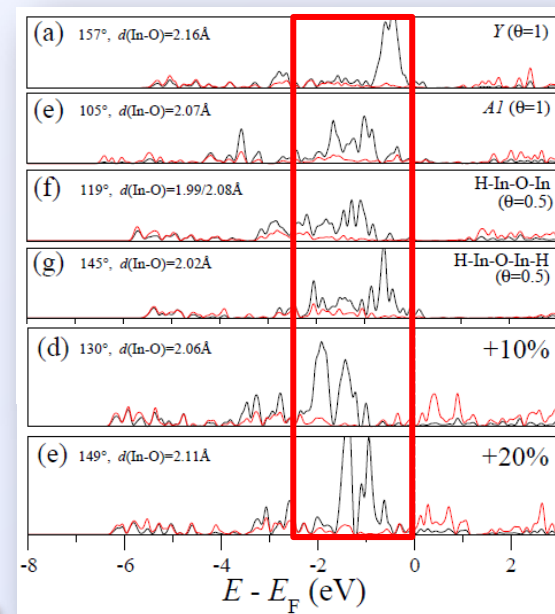 (a) 157°, d(In-O)=2.16Å Y (θ=1)
(e) 105°, d(In-O)=2.07Å A1 (θ=1)
(f) 119°, d(In-O)=1.99/2.08Å H-In-O-In
(θ=0.5)
(g) 145°, d(In-O)=2.02Å H-In-O-In-H
(θ=0.5)
(d) 130°, d(In-O)=2.06Å +10%
(e) 149°, d(In-O)=2.11Å +20%
-8 -6 -4 -2 0 2
E - EF (eV)